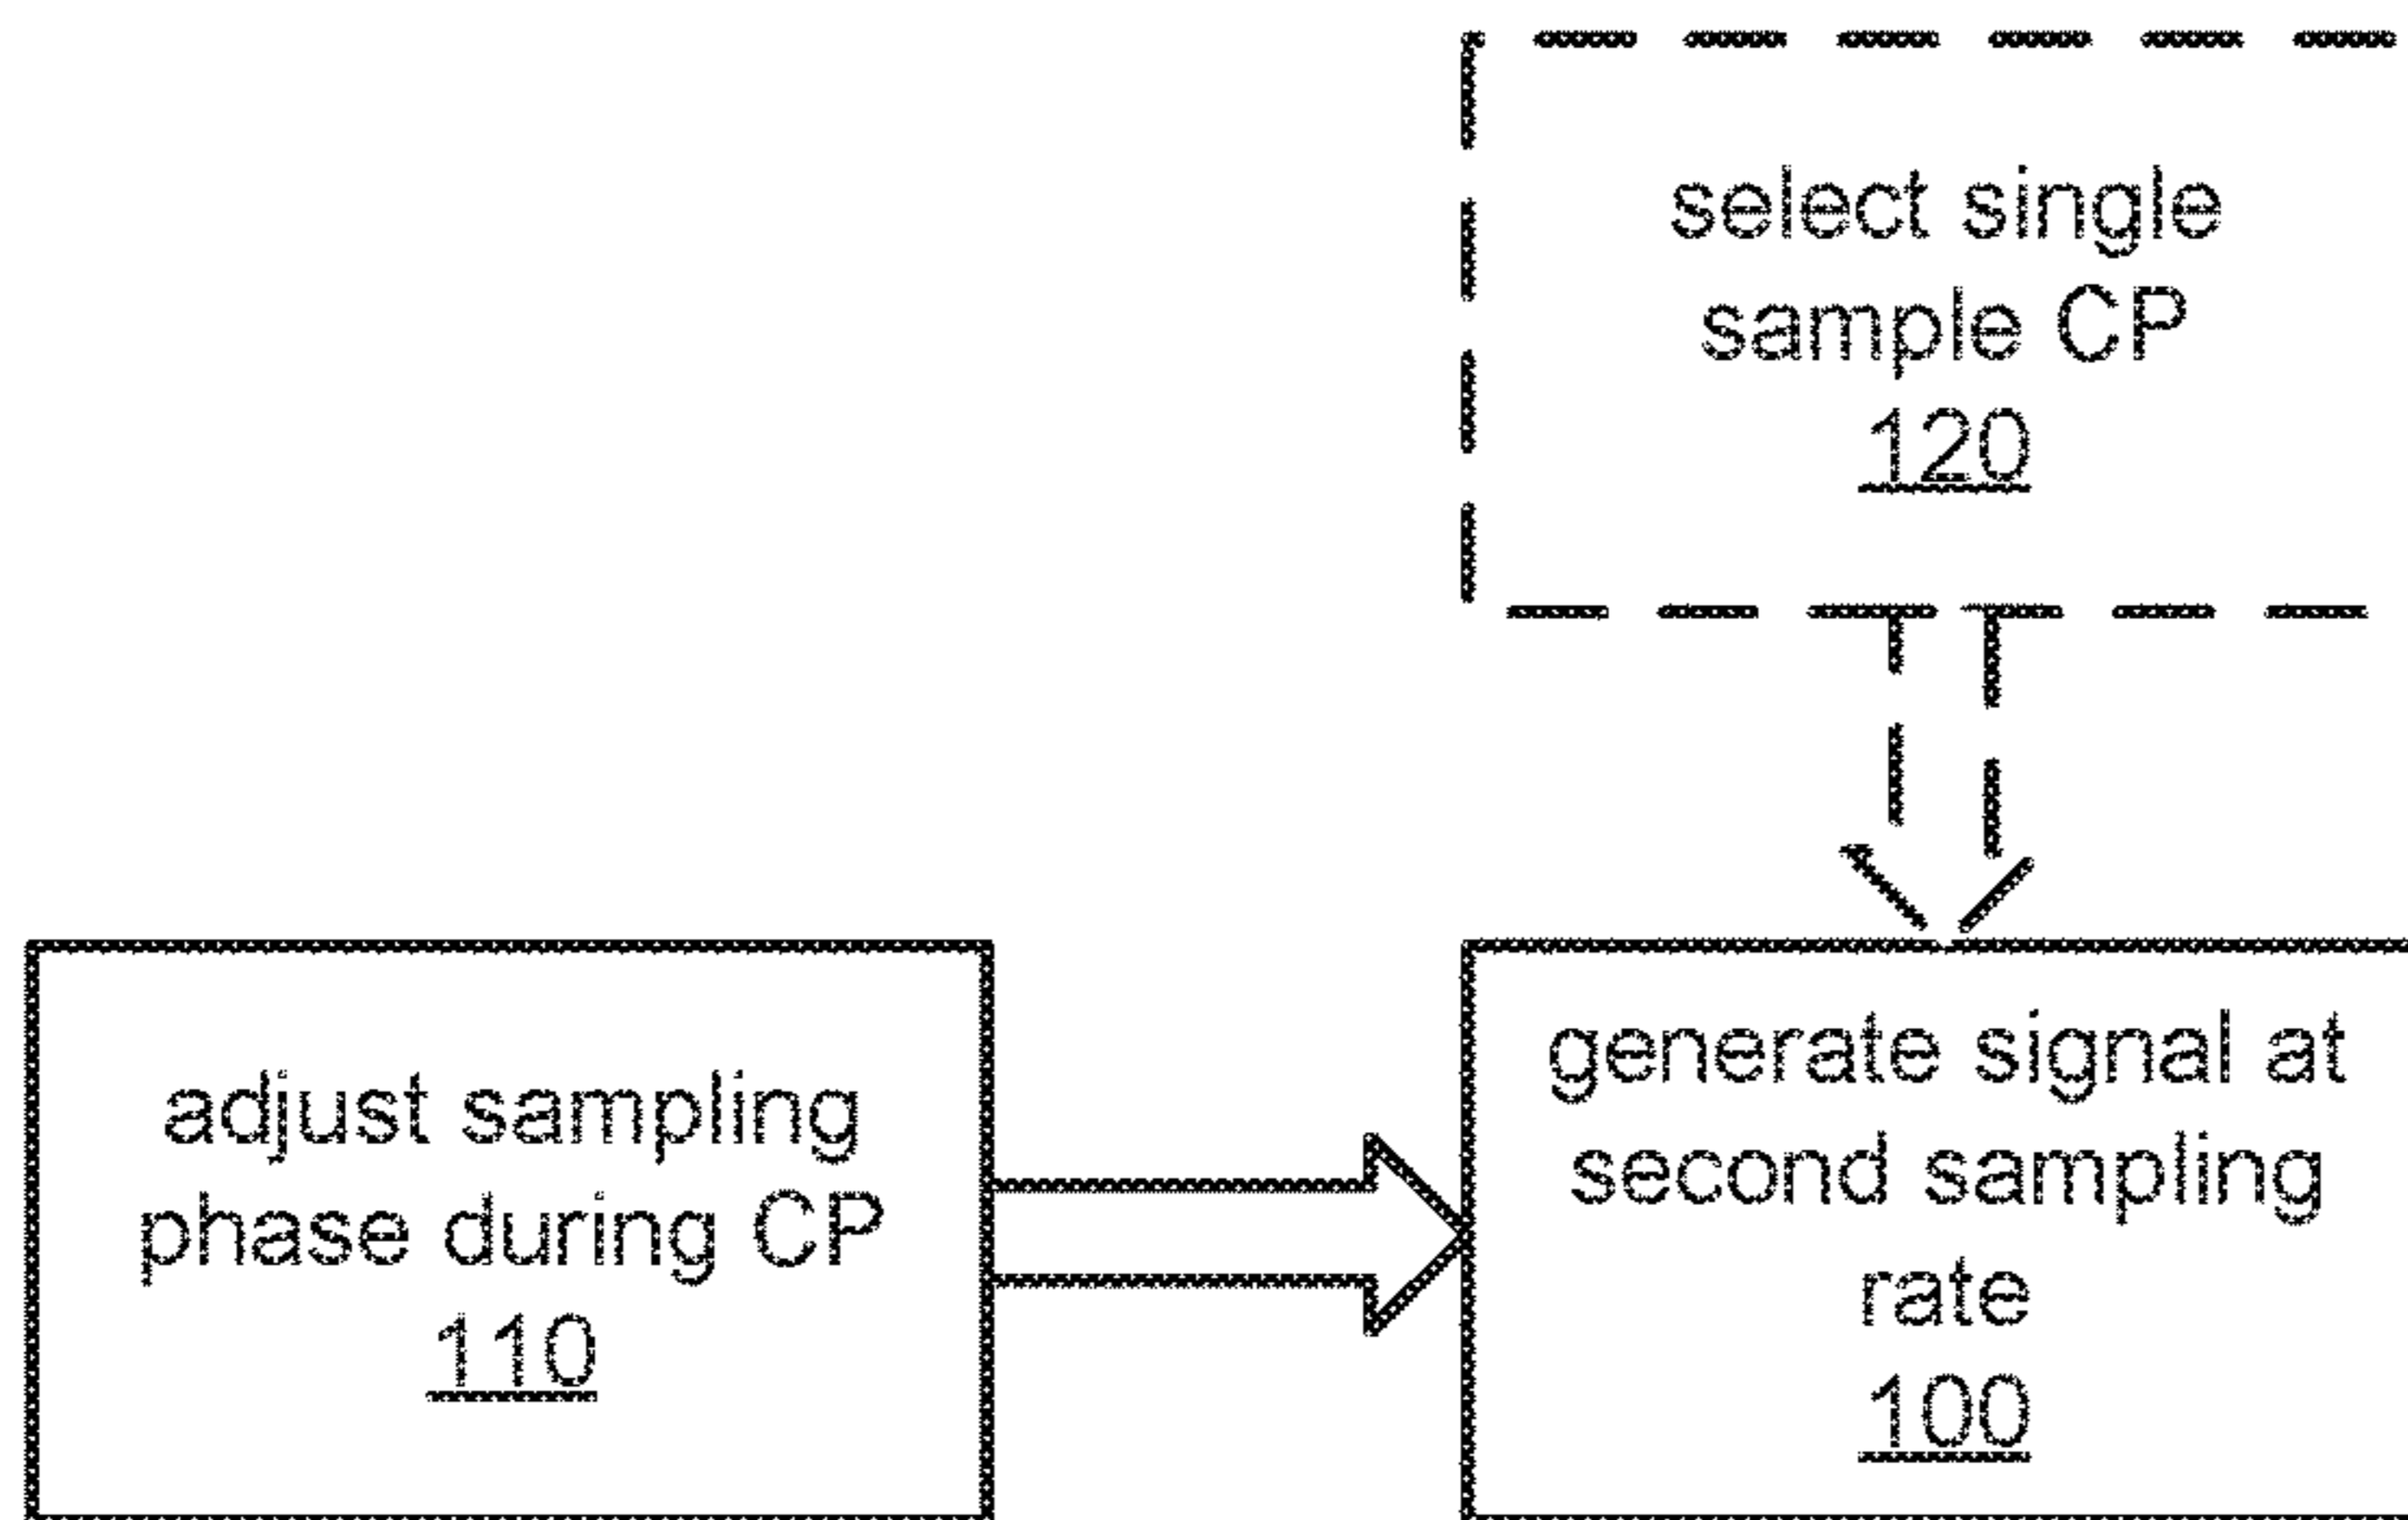 select single
sample CP
120
adjust sampling
phase during CP
110
generate signal at
second sampling
rate
100